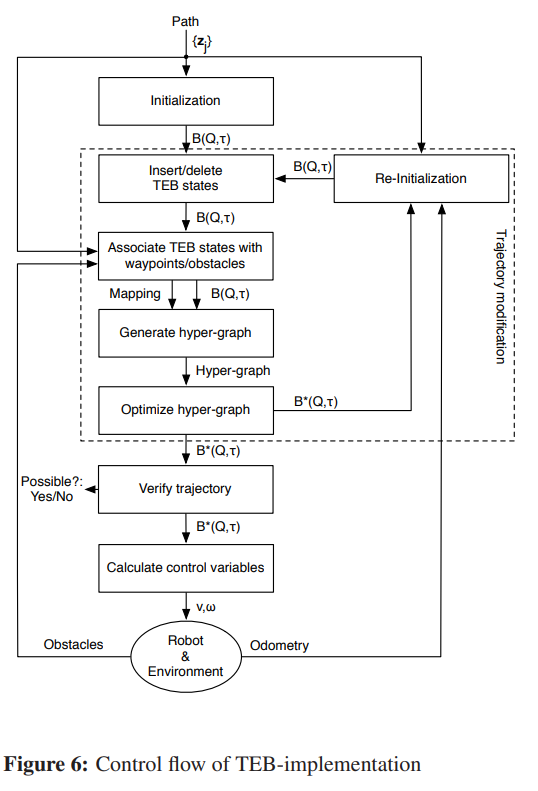 Path
{zj}
Initialization
B(Q,τ)
Insert/delete
TEB states
B(Q,τ)
Re-Initialization
B(Q,τ)
Associate TEB states with
waypoints/obstacles
Trajectory modification
Mapping
B(Q,τ)
Generate hyper-graph
Hyper-graph
Optimize hyper-graph
B*(Q,τ)
B*(Q,τ)
Possible?:
Yes/No
Verify trajectory
B*(Q,τ)
Calculate control variables
v,ω
Obstacles
Robot
&
Environment
Odometry
Figure 6: Control flow of TEB-implementation